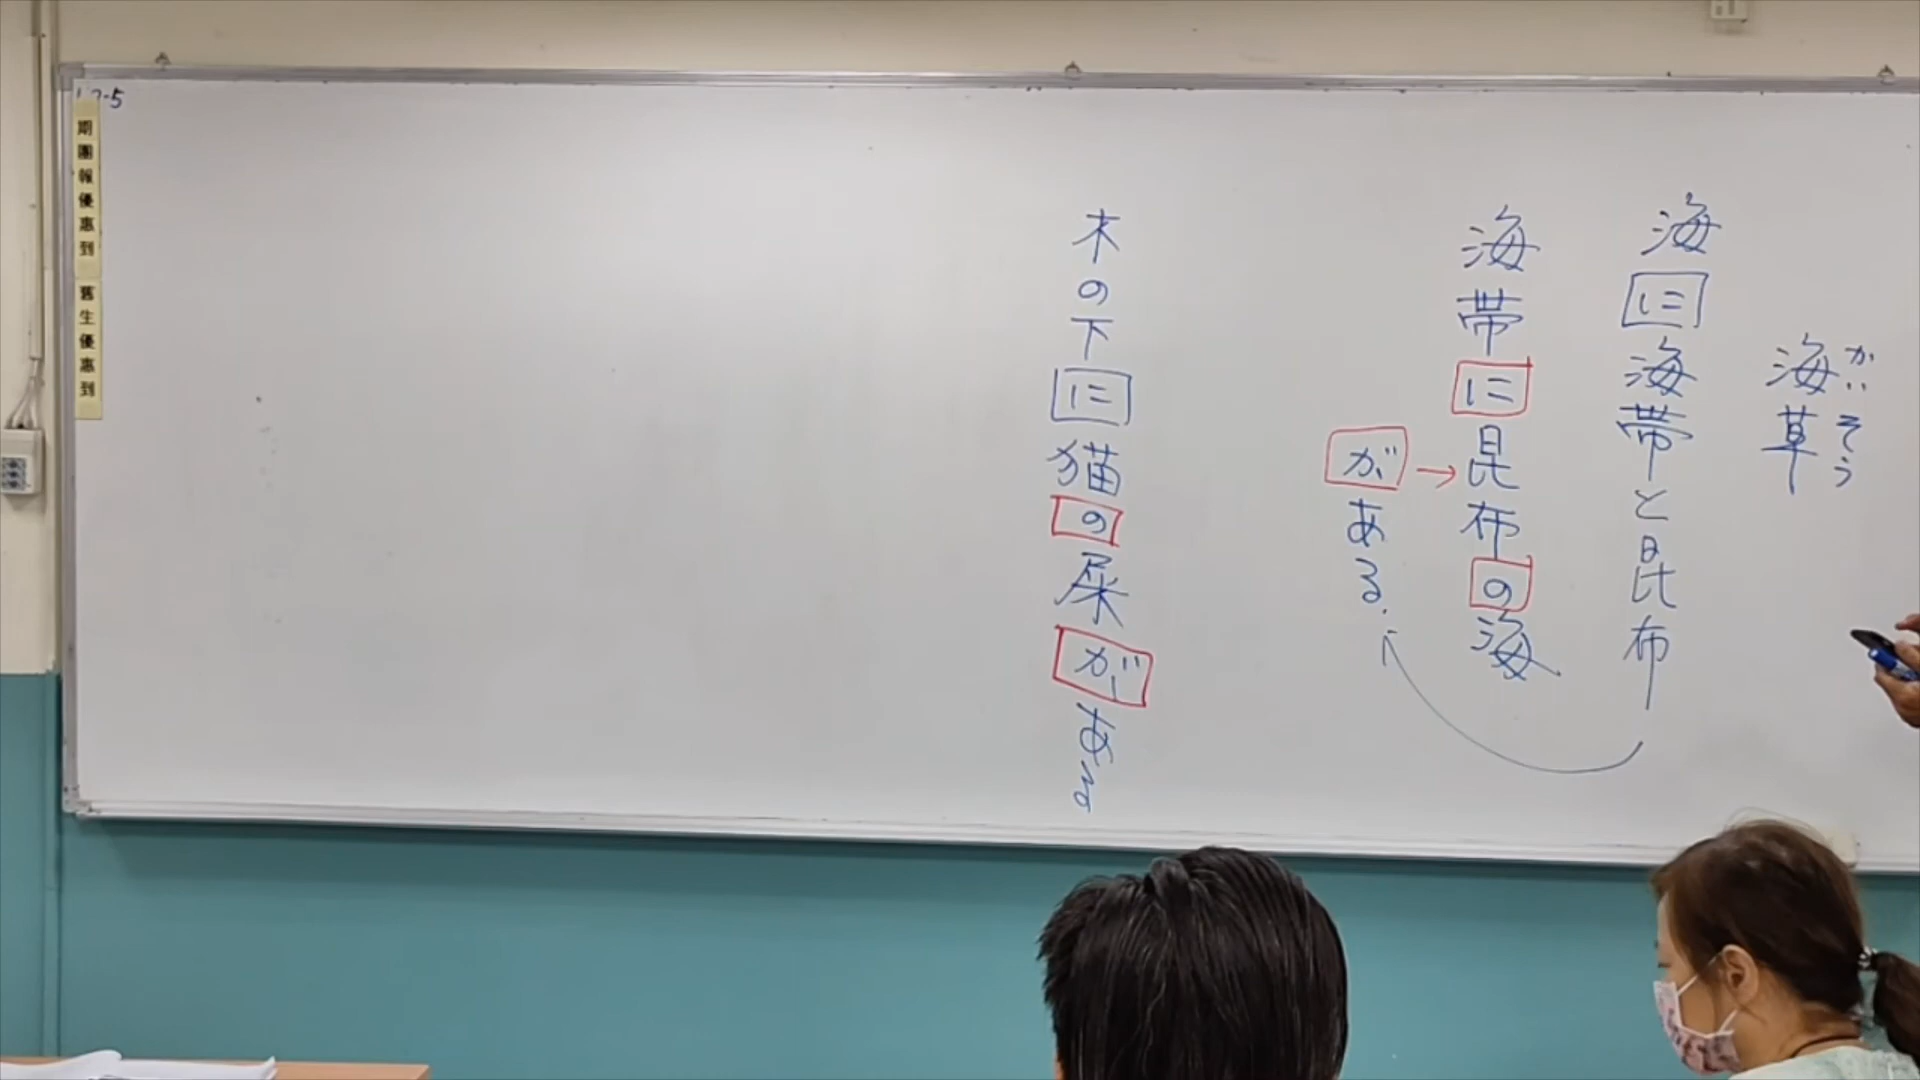 海草
かいそう
海に海帯と昆布
海帯に昆布の海
がある.
木の下に猫の屎がある
期團報優惠到
舊生優惠到